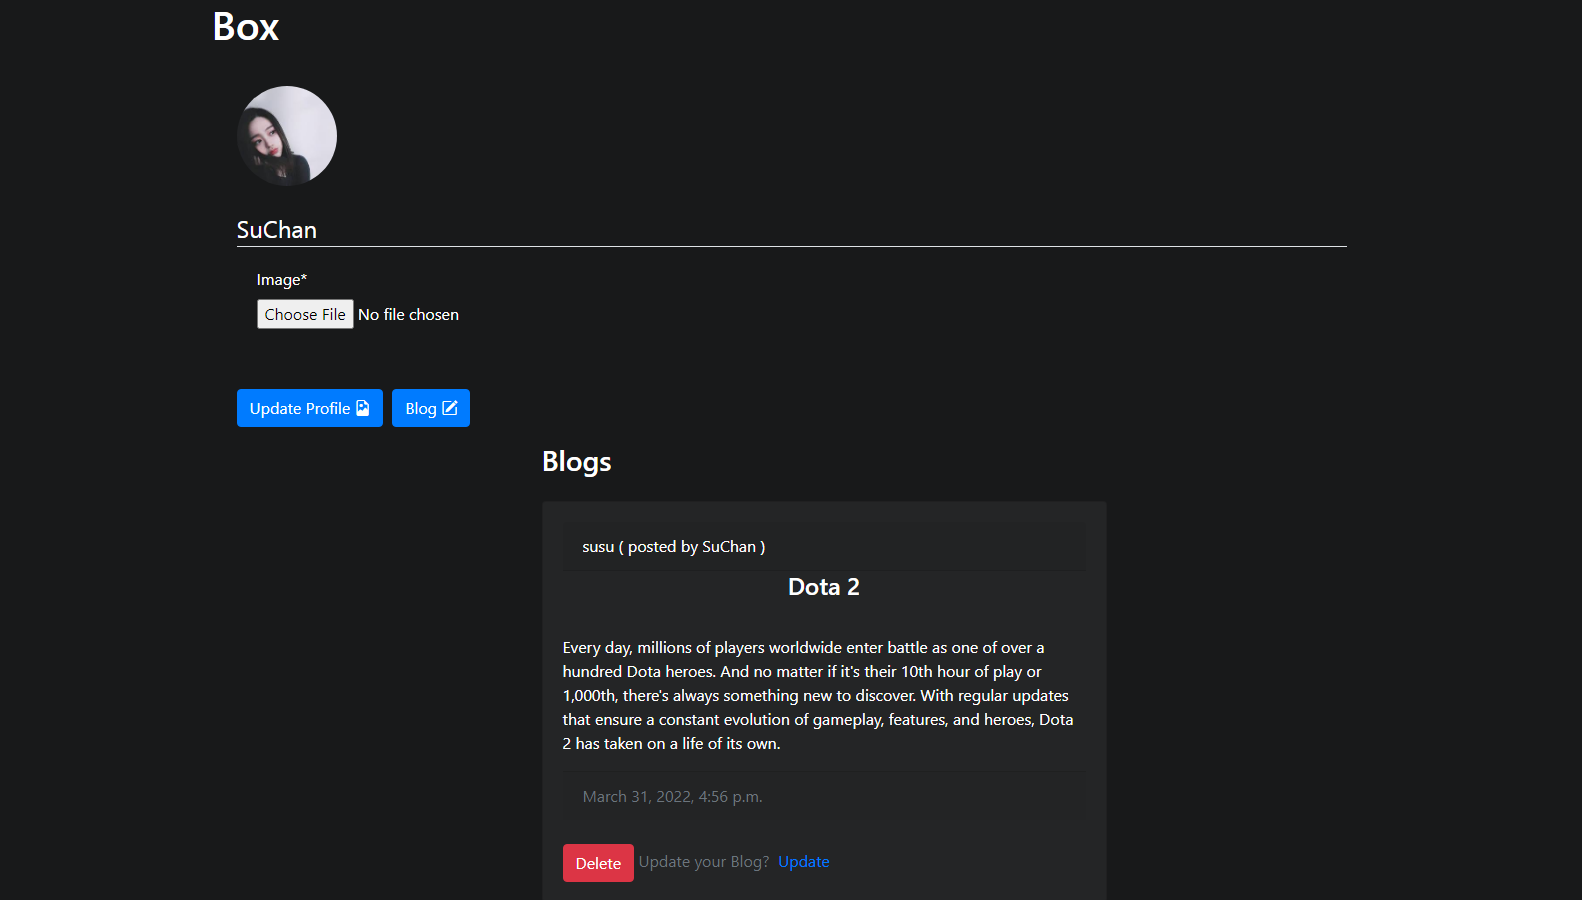 Box
SuChan
Image*
Choose File No file chosen
Update Profile Blog
Blogs
susu ( posted by SuChan )
Dota 2
Every day, millions of players worldwide enter battle as one of over a
hundred Dota heroes. And no matter if it's their 10th hour of play or
1,000th, there's always something new to discover. With regular updates
that ensure a constant evolution of gameplay, features, and heroes, Dota
2 has taken on a life of its own.
March 31, 2022, 4:56 p.m.
Delete Update your Blog? Update